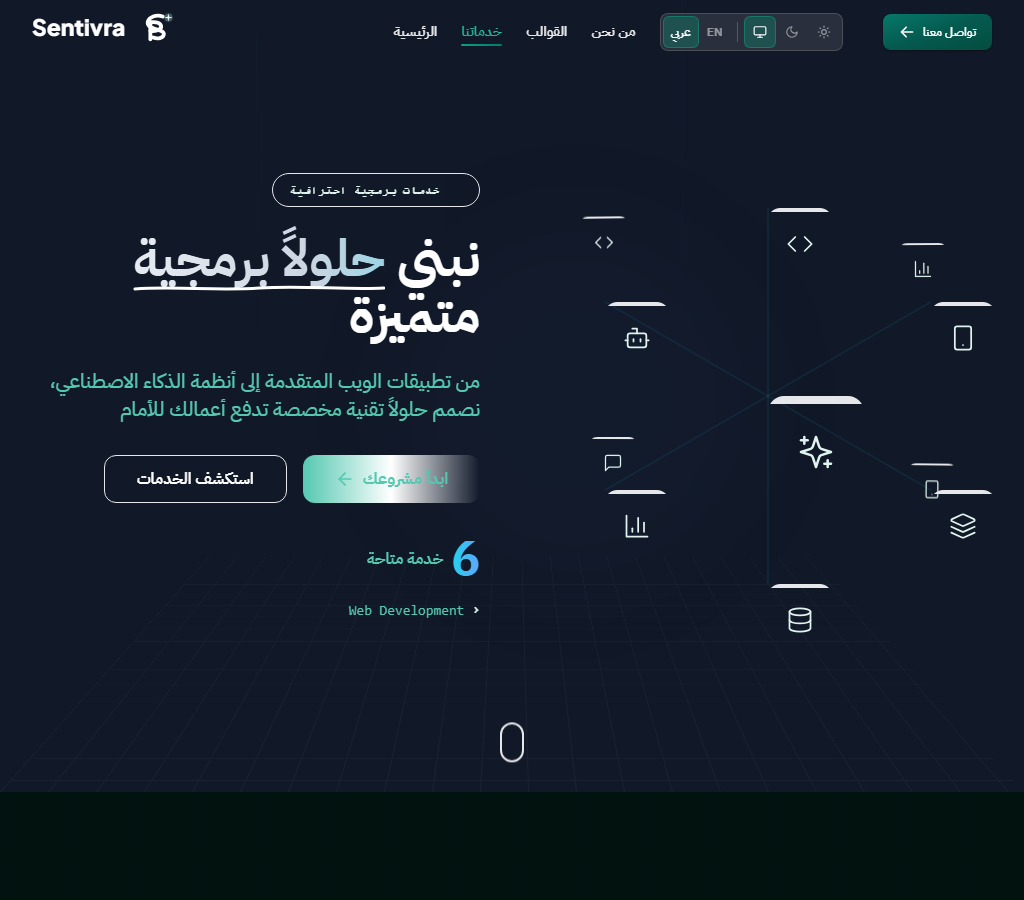 Sentivra
الرئيسية
خدماتنا
القوالب
من نحن
عربي
EN
تواصل معنا
خدمات برمجية احترافية
نبني حلولاً برمجية
متميزة
من تطبيقات الويب المتقدمة إلى أنظمة الذكاء الاصطناعي،
نصمم حلولاً تقنية مخصصة تدفع أعمالك للأمام
ابدأ مشروعك
استكشف الخدمات
6 خدمة متاحة
Web Development